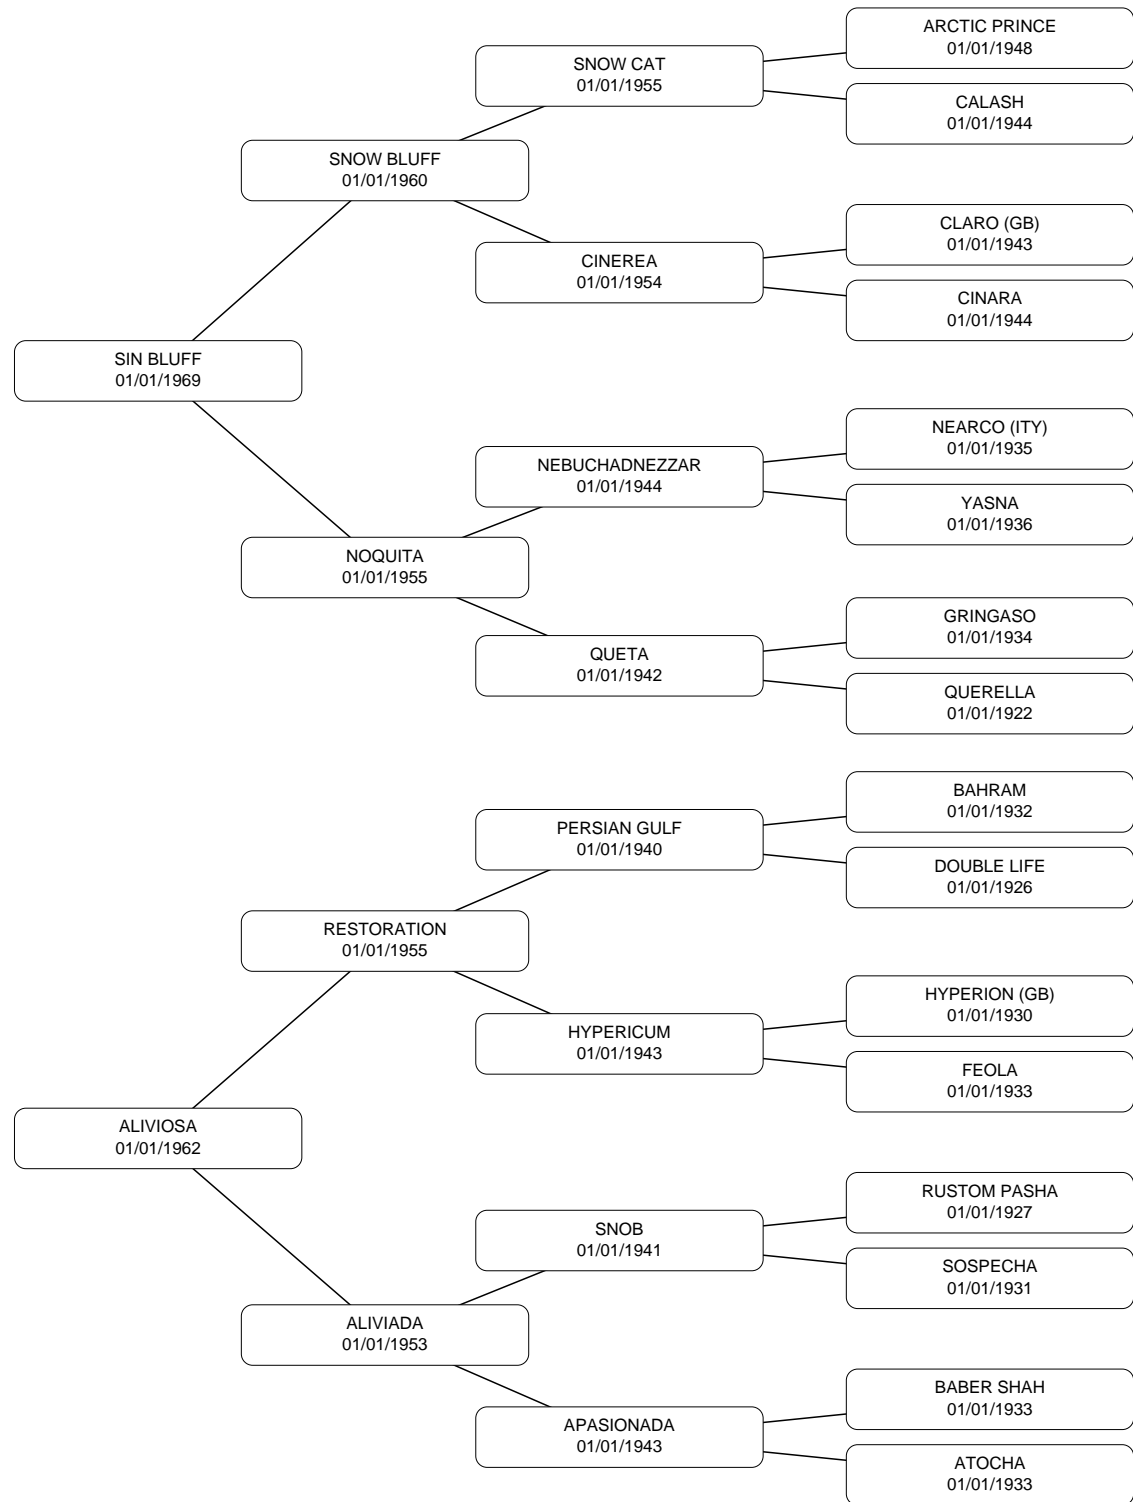 ARCTIC PRINCE
01/01/1948
SNOW CAT
01/01/1955
CALASH
01/01/1944
SNOW BLUFF
01/01/1960
CLARO (GB)
01/01/1943
CINEREA
01/01/1954
CINARA
01/01/1944
SIN BLUFF
01/01/1969
NEARCO (ITY)
01/01/1935
NEBUCHADNEZZAR
01/01/1944
YASNA
01/01/1936
NOQUITA
01/01/1955
GRINGASO
01/01/1934
QUETA
01/01/1942
QUERELLA
01/01/1922
BAHRAM
01/01/1932
PERSIAN GULF
01/01/1940
DOUBLE LIFE
01/01/1926
RESTORATION
01/01/1955
HYPERION (GB)
01/01/1930
HYPERICUM
01/01/1943
FEOLA
01/01/1933
ALIVIOSA
01/01/1962
RUSTOM PASHA
01/01/1927
SNOB
01/01/1941
SOSPECHA
01/01/1931
ALIVIADA
01/01/1953
BABER SHAH
01/01/1933
APASIONADA
01/01/1943
ATOCHA
01/01/1933